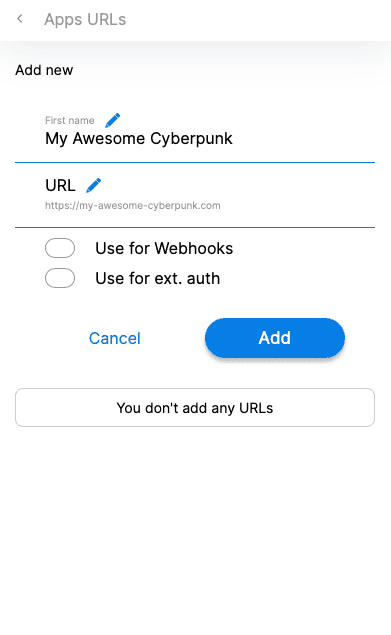 Apps URLs
Add new
First name
My Awesome Cyberpunk
URL
https://my-awesome-cyberpunk.com
Use for Webhooks
Use for ext. auth
Cancel
Add
You don't add any URLs